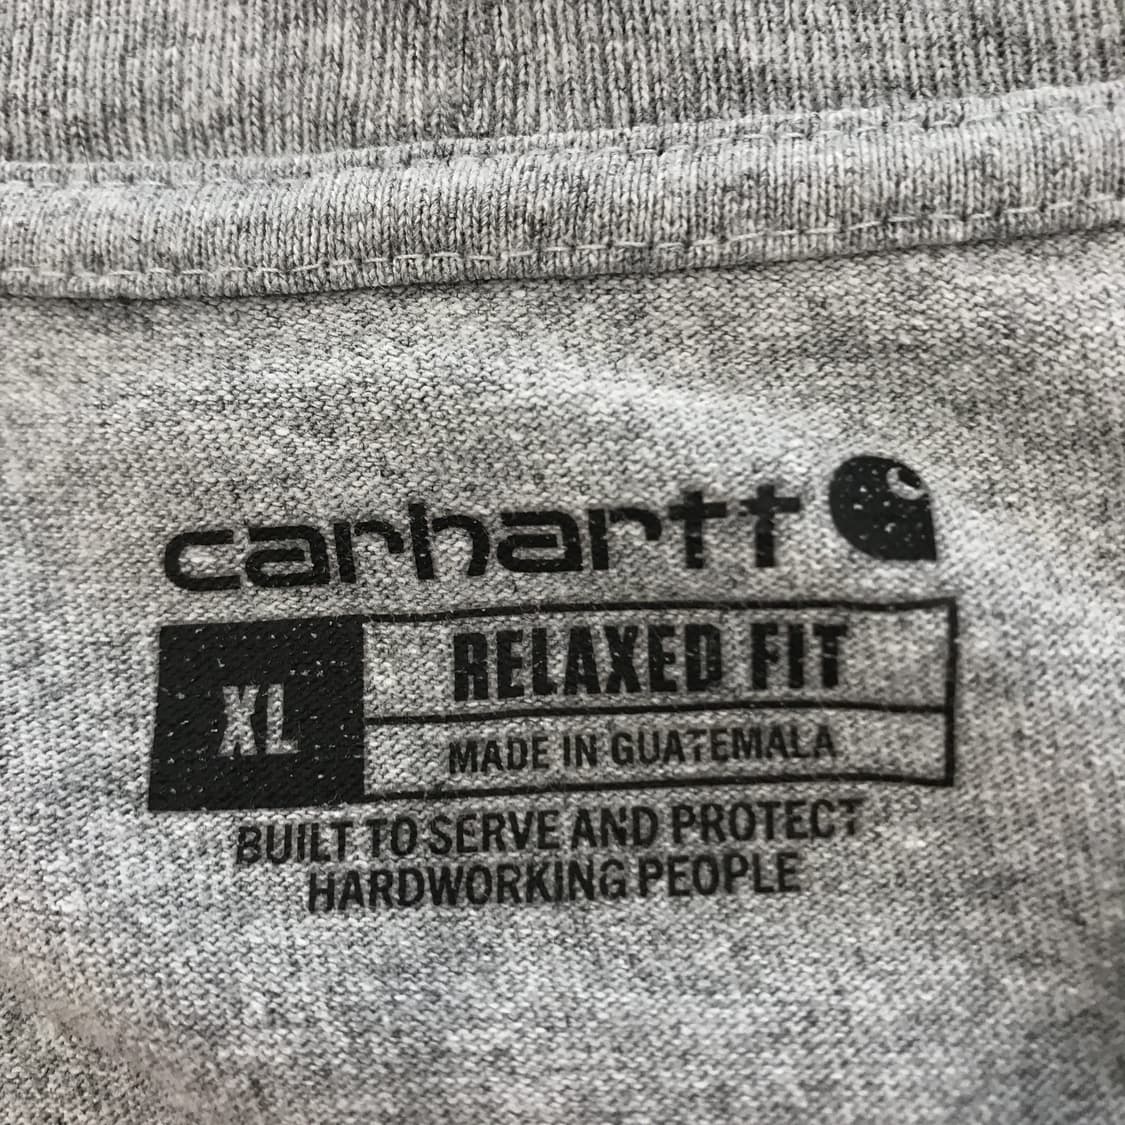 carhartt
XL
RELAXED FIT
MADE IN GUATEMALA
BUILT TO SERVE AND PROTECT
HARDWORKING PEOPLE